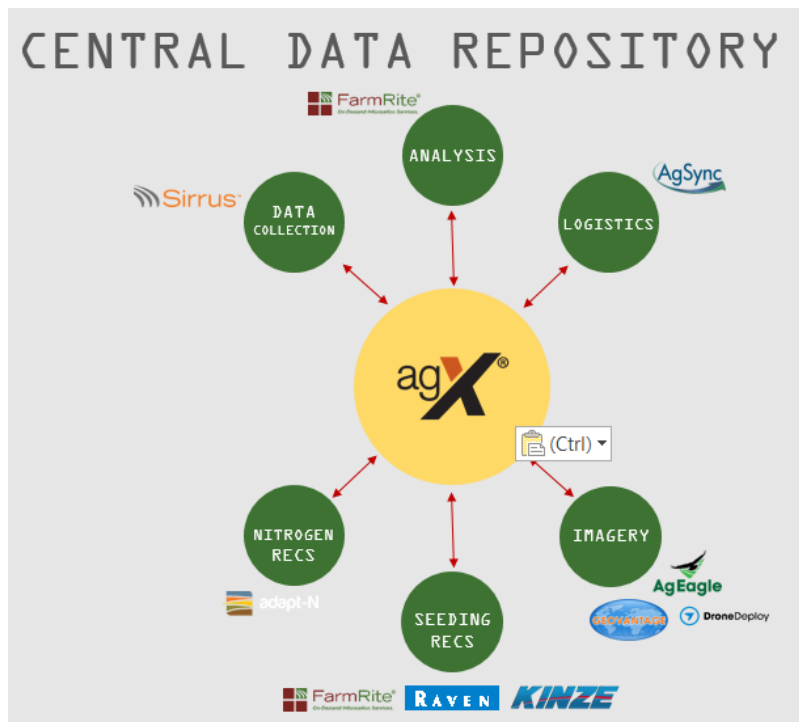 CENTRAL DATA REPOSITORY
FarmRite®
On-Demand Information Services.
ANALYSIS
AgSync
Sirrus™
DATA
COLLECTION
LOGISTICS
agX®
(Ctrl)
NITROGEN
RECS
IMAGERY
AgEagle
adapt-N
SEEDING
RECS
GEOVANTAGE
DroneDeploy
FarmRite®
On-Demand Information Services.
RAVEN
KINZE